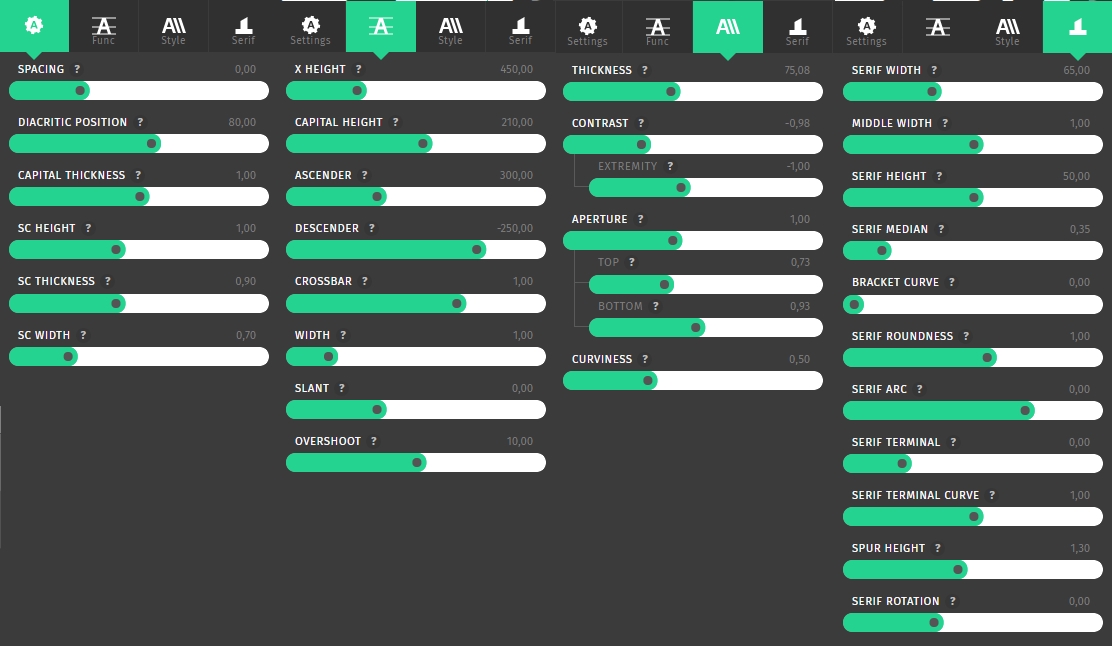 Func Style Serif
SPACING ? 0,00
DIACRITIC POSITION ? 80,00
CAPITAL THICKNESS ? 1,00
SC HEIGHT ? 1,00
SC THICKNESS ? 0,90
SC WIDTH ? 0,70
Settings Style Serif
X HEIGHT ? 450,00
CAPITAL HEIGHT ? 210,00
ASCENDER ? 300,00
DESCENDER ? -250,00
CROSSBAR ? 1,00
WIDTH ? 1,00
SLANT ? 0,00
OVERSHOOT ? 10,00
Settings Func Serif
THICKNESS ? 75,08
CONTRAST ? -0,98
EXTREMITY ? -1,00
APERTURE ? 1,00
TOP ? 0,73
BOTTOM ? 0,93
CURVINESS ? 0,50
Settings Style
SERIF WIDTH ? 65,00
MIDDLE WIDTH ? 1,00
SERIF HEIGHT ? 50,00
SERIF MEDIAN ? 0,35
BRACKET CURVE ? 0,00
SERIF ROUNDNESS ? 1,00
SERIF ARC ? 0,00
SERIF TERMINAL ? 0,00
SERIF TERMINAL CURVE ? 1,00
SPUR HEIGHT ? 1,30
SERIF ROTATION ? 0,00